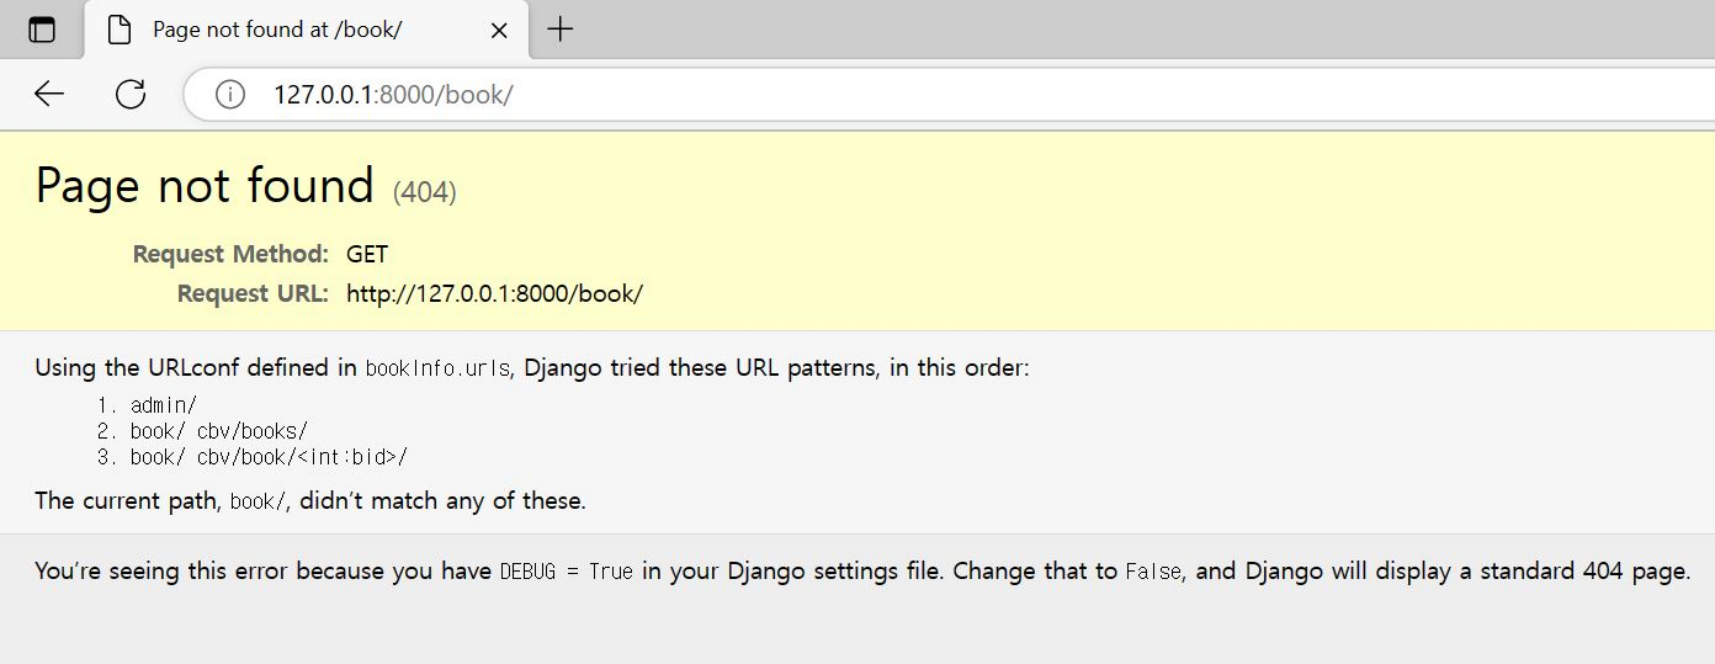 Page not found at /book/
127.0.0.1:8000/book/
Page not found (404)
Request Method: GET
Request URL: http://127.0.0.1:8000/book/
Using the URLconf defined in bookInfo.urls, Django tried these URL patterns, in this order:
1. admin/
2. book/ cbv/books/
3. book/ cbv/book/<int:bid>/
The current path, book/, didn't match any of these.
You're seeing this error because you have DEBUG = True in your Django settings file. Change that to False, and Django will display a standard 404 page.